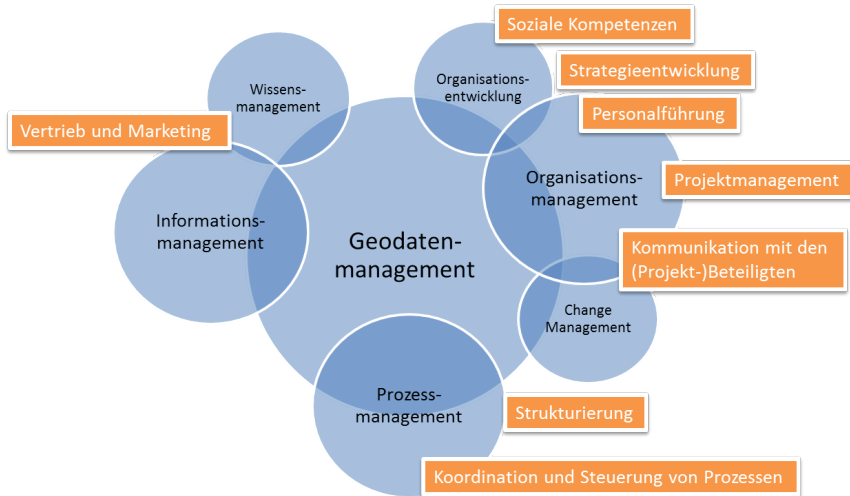 Soziale Kompetenzen
Wissens-
management
Organisations-
entwicklung
Strategieentwicklung
Vertrieb und Marketing
Personalführung
Organisations-
management
Projektmanagement
Informations-
management
Geodaten-
management
Kommunikation mit den
(Projekt-)Beteiligten
Change
Management
Prozess-
management
Strukturierung
Koordination und Steuerung von Prozessen